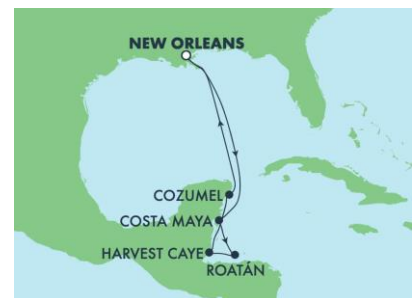 NEW ORLEANS
COZUMEL
COSTA MAYA
HARVEST CAYE
ROATÁN